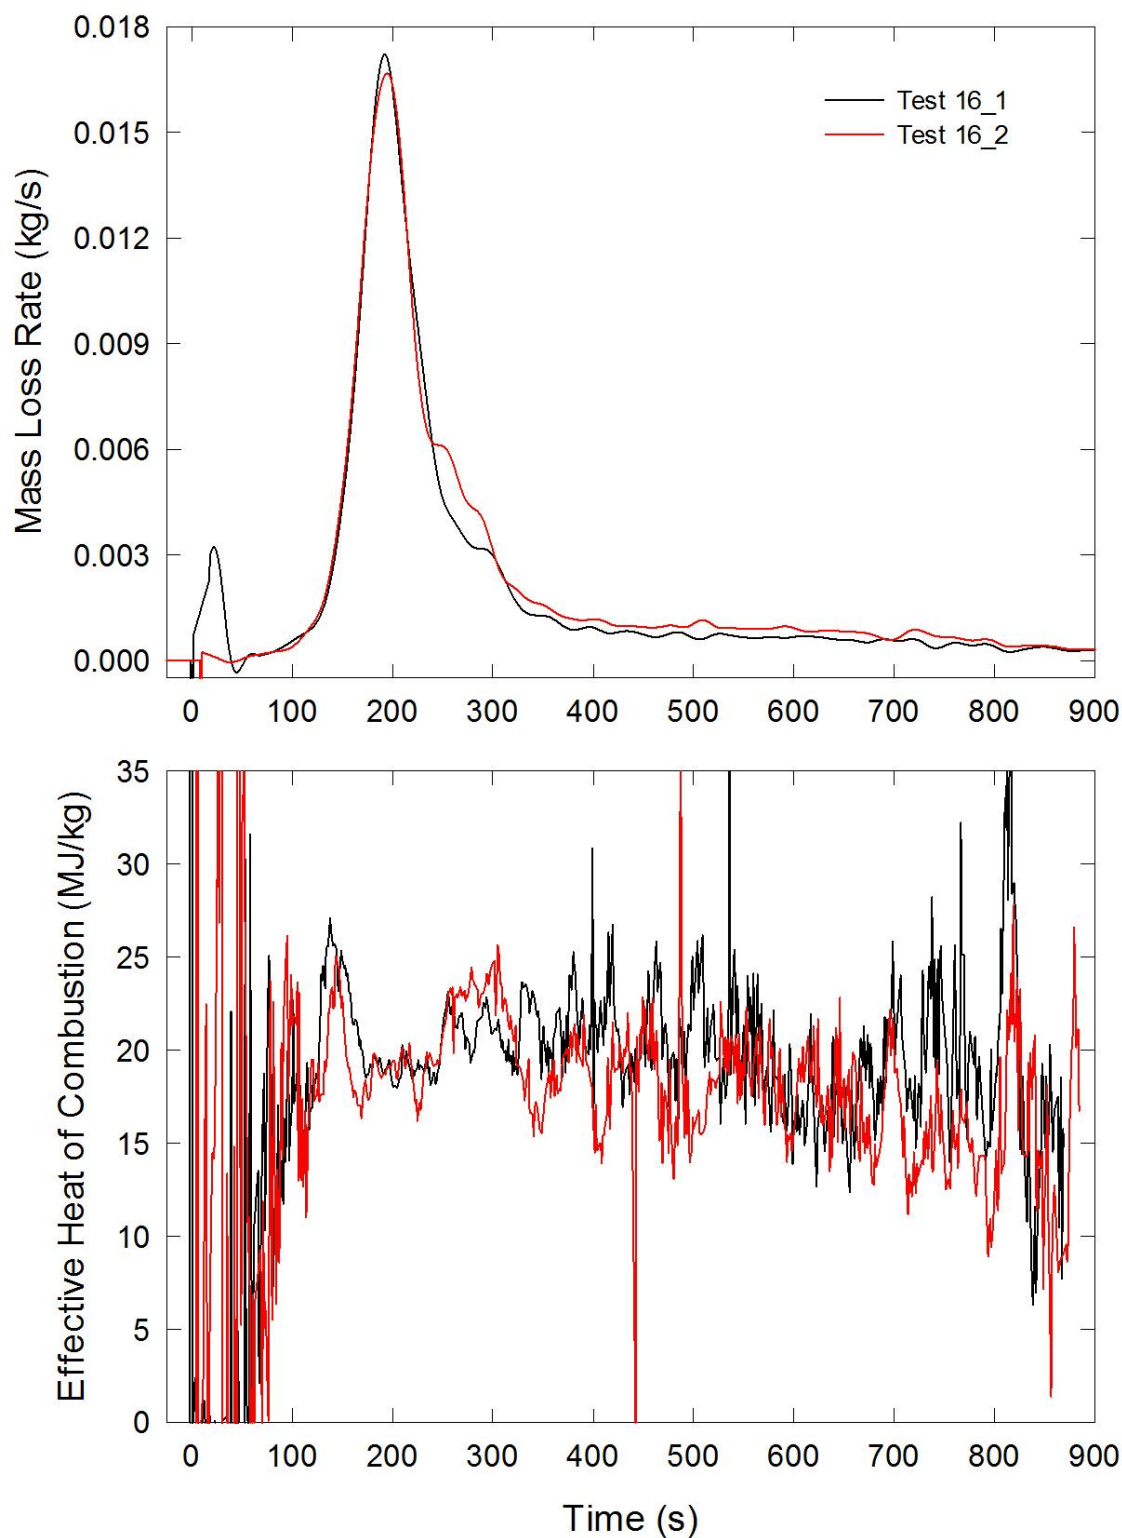 Mass Loss Rate (kg/s)
0.018
0.015
0.012
0.009
0.006
0.003
0.000
Test 16_1
Test 16_2
0 100 200 300 400 500 600 700 800 900
Effective Heat of Combustion (MJ/kg)
35
30
25
20
15
10
5
0
0 100 200 300 400 500 600 700 800 900
Time (s)